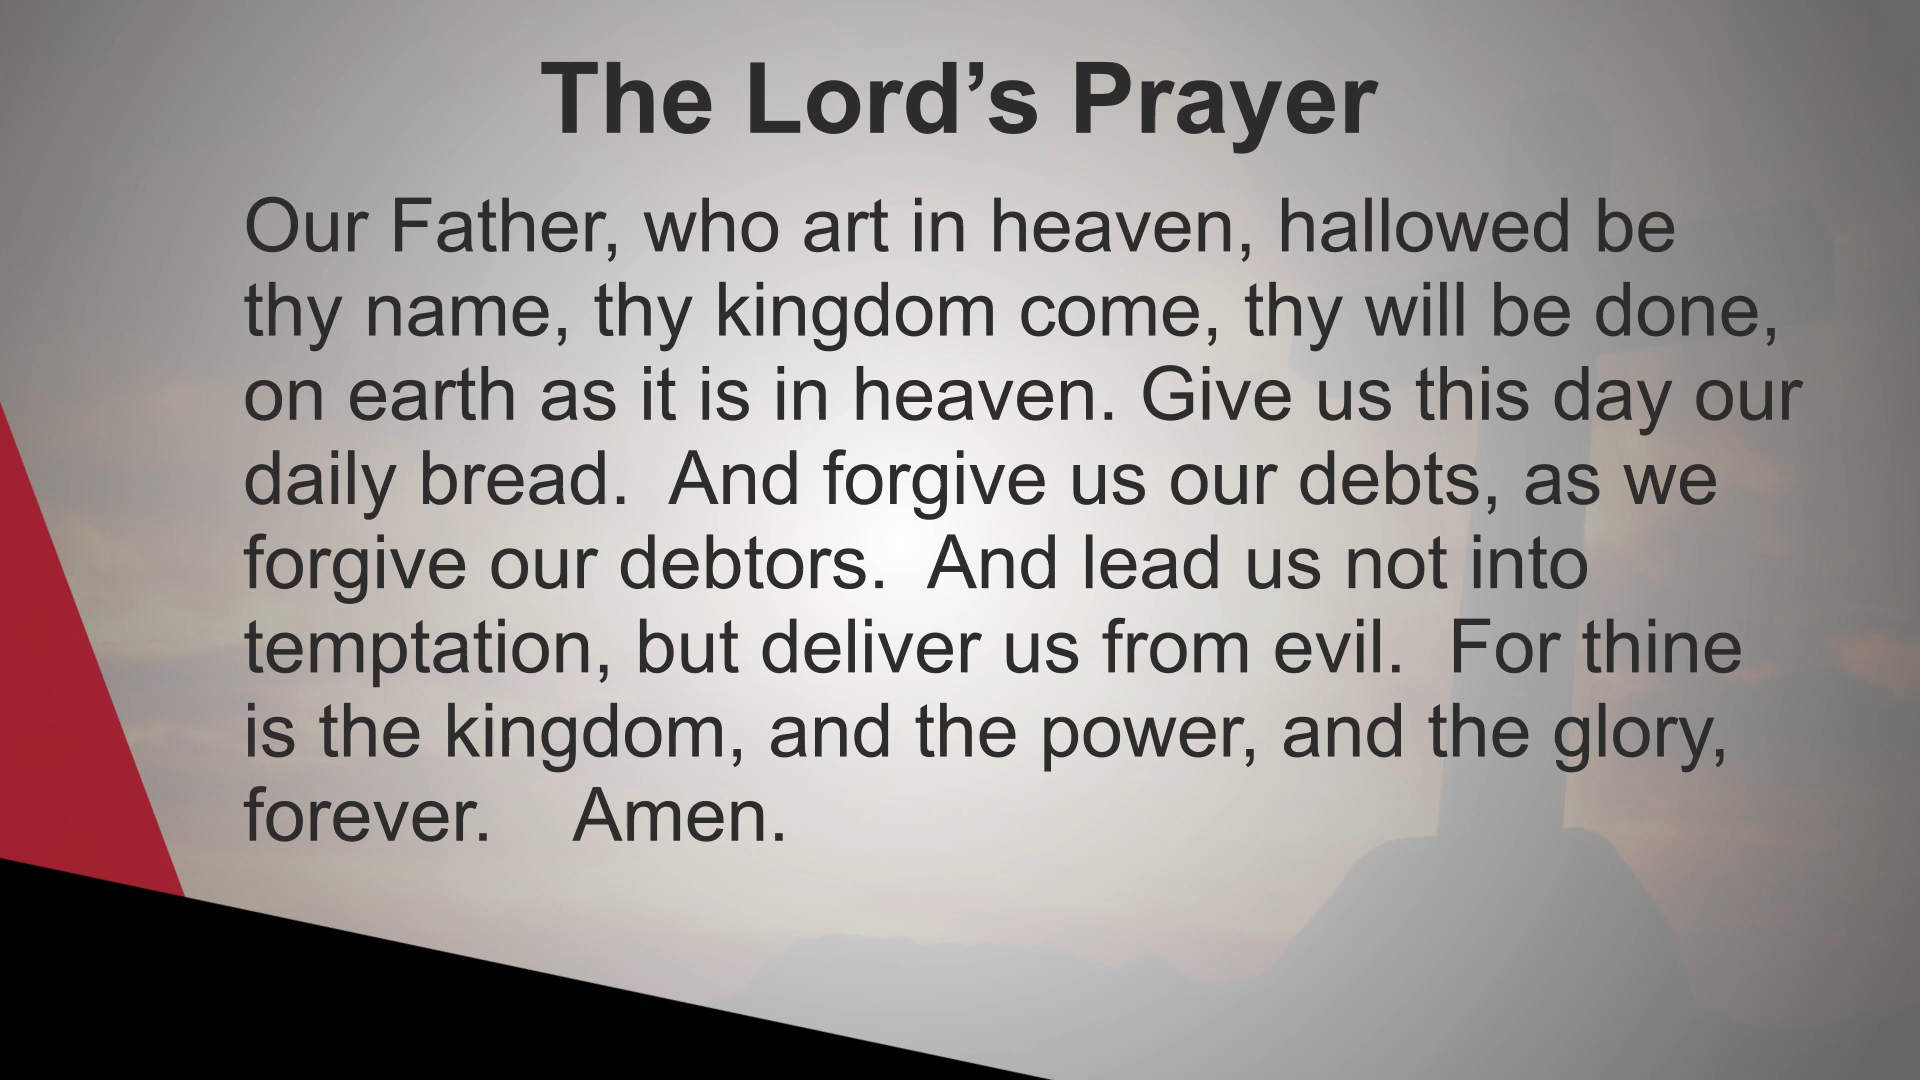 The Lord’s Prayer
Our Father, who art in heaven, hallowed be
thy name, thy kingdom come, thy will be done,
on earth as it is in heaven. Give us this day our
daily bread.  And forgive us our debts, as we
forgive our debtors.  And lead us not into
temptation, but deliver us from evil.  For thine
is the kingdom, and the power, and the glory,
forever.    Amen.